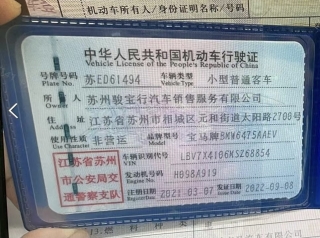 机动车所有人/身份证明名称/号码
中华人民共和国机动车行驶证
Vehicle License of the People's Republic of China
号牌号码 苏ED61494 车辆类型 小型普通客车
Plate No. Vehicle Type
所有人 苏州骏宝行汽车销售服务有限公司
Owner
住址 江苏省苏州市相城区元和街道太阳路2700号
Address
使用性质 非营运 品牌型号 宝马牌BMW6475AAEV
Use Character Model
江苏省苏州
市公安局交
通警察支队
车辆识别代号 LBV7X4106KSZ68854
VIN
发动机号码 H098A919
Engine No.
注册日期 2021-03-07 发证日期 2022-09-08
Register Date Issue Date